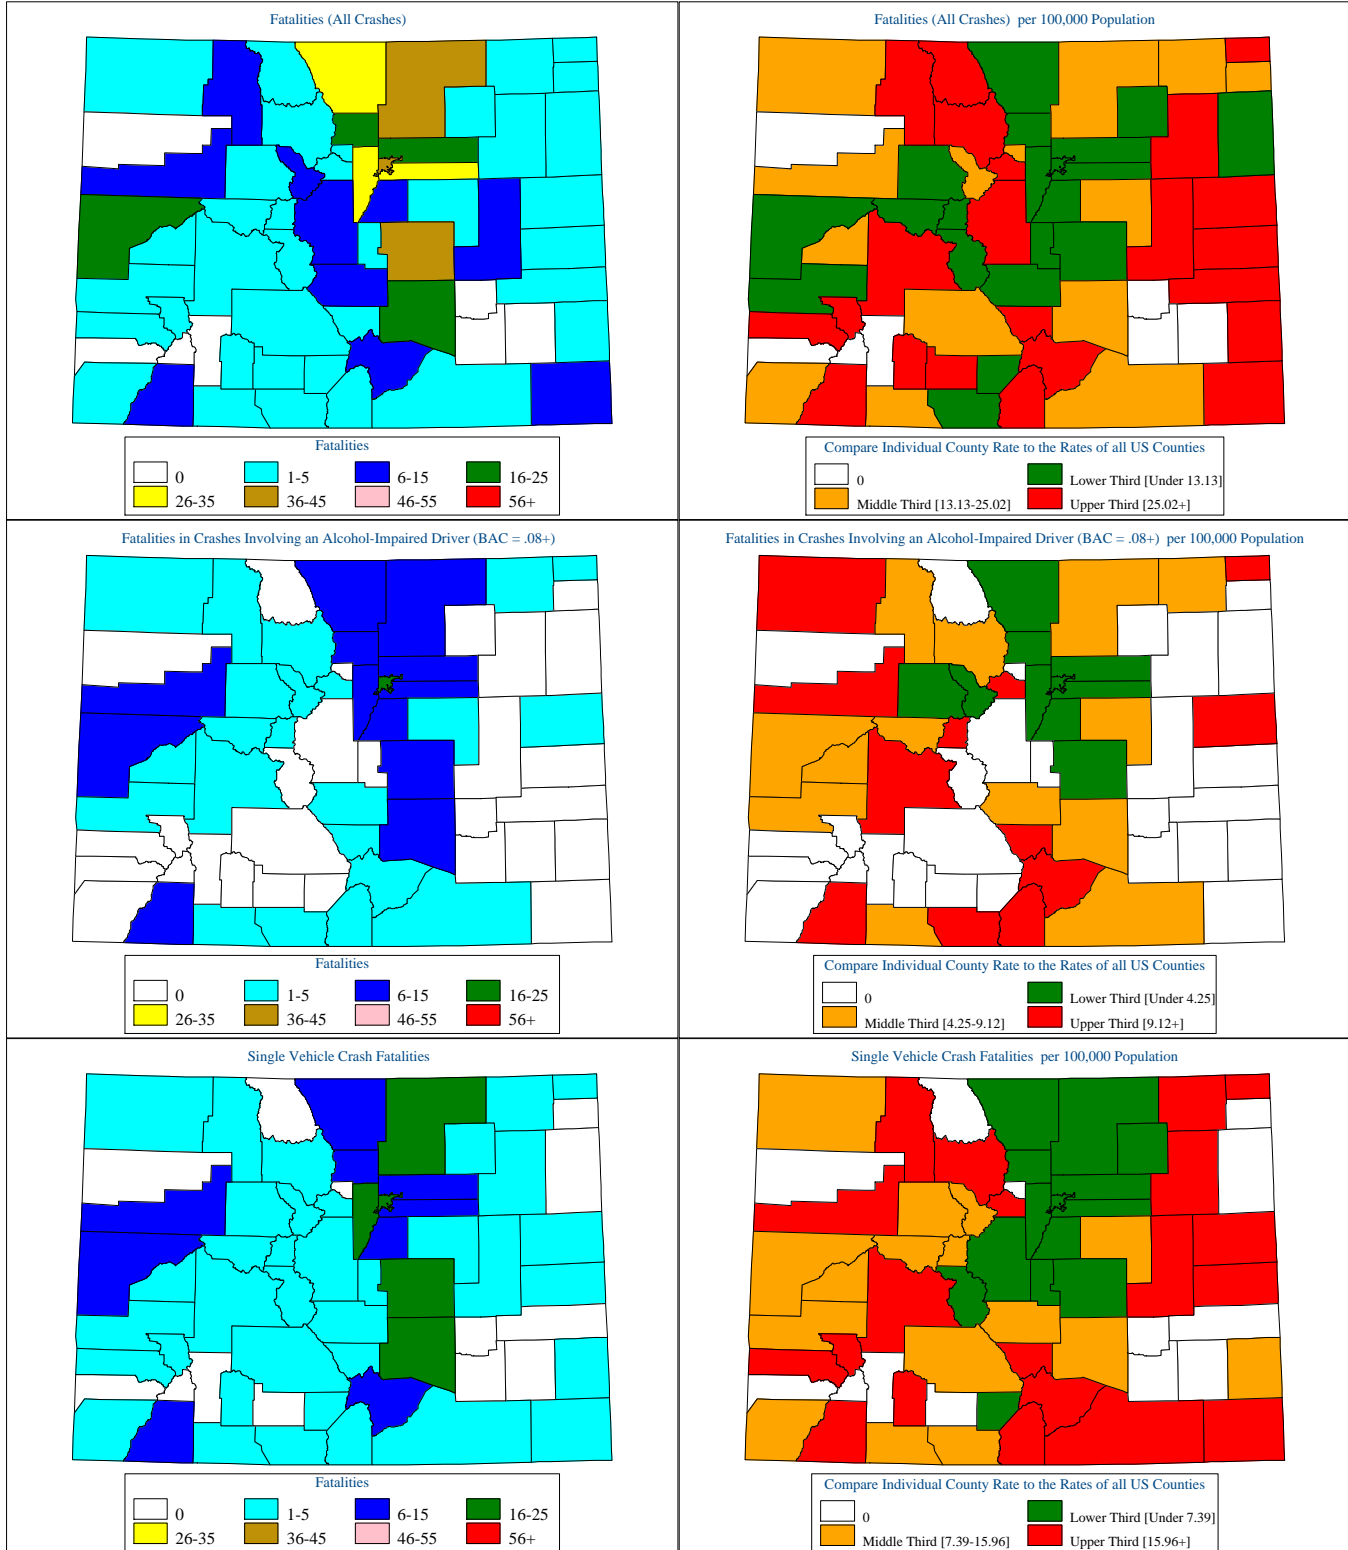 Fatalities (All Crashes)
Fatalities
0
1-5
6-15
16-25
26-35
36-45
46-55
56+
Fatalities (All Crashes) per 100,000 Population
Compare Individual County Rate to the Rates of all US Counties
0
Lower Third [Under 13.13]
Middle Third [13.13-25.02]
Upper Third [25.02+]
Fatalities in Crashes Involving an Alcohol-Impaired Driver (BAC = .08+)
Fatalities
0
1-5
6-15
16-25
26-35
36-45
46-55
56+
Fatalities in Crashes Involving an Alcohol-Impaired Driver (BAC = .08+) per 100,000 Population
Compare Individual County Rate to the Rates of all US Counties
0
Lower Third [Under 4.25]
Middle Third [4.25-9.12]
Upper Third [9.12+]
Single Vehicle Crash Fatalities
Fatalities
0
1-5
6-15
16-25
26-35
36-45
46-55
56+
Single Vehicle Crash Fatalities per 100,000 Population
Compare Individual County Rate to the Rates of all US Counties
0
Lower Third [Under 7.39]
Middle Third [7.39-15.96]
Upper Third [15.96+]